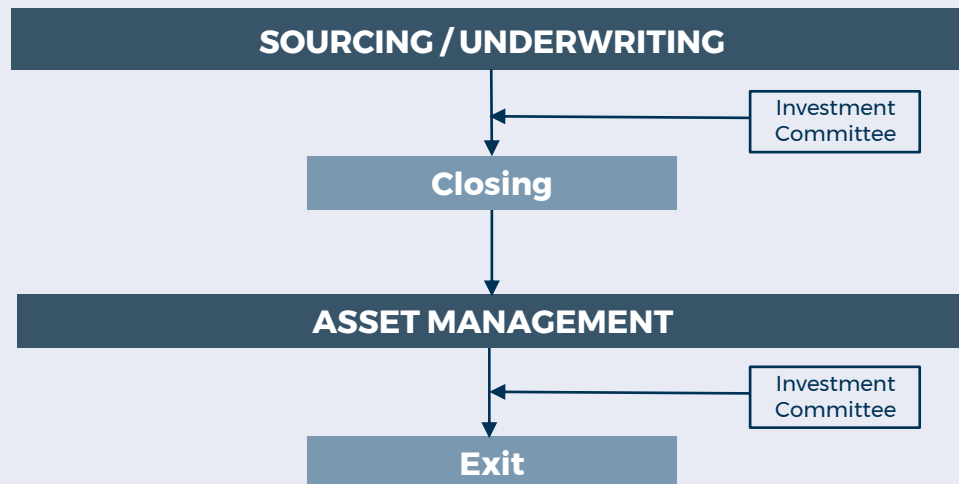 SOURCING / UNDERWRITING
Investment
Committee
Closing
ASSET MANAGEMENT
Investment
Committee
Exit